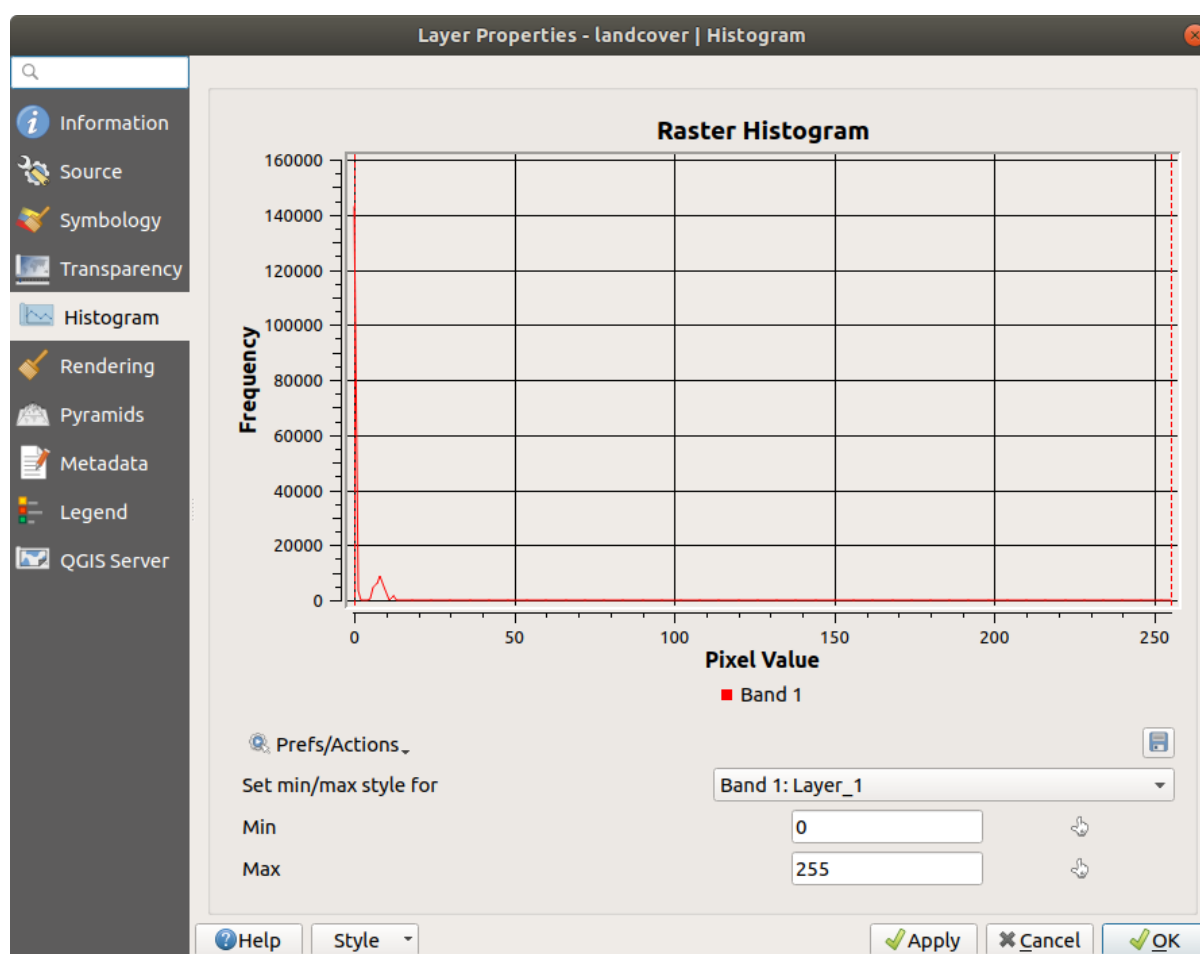 Layer Properties - landcover | Histogram
Information
Source
Symbology
Transparency
Histogram
Rendering
Pyramids
Metadata
Legend
QGIS Server
Raster Histogram
Frequency
160000
140000
120000
100000
80000
60000
40000
20000
0
0 50 100 150 200 250
Pixel Value
Band 1
Prefs/Actions
Set min/max style for Band 1: Layer_1
Min 0
Max 255
Help Style Apply Cancel OK